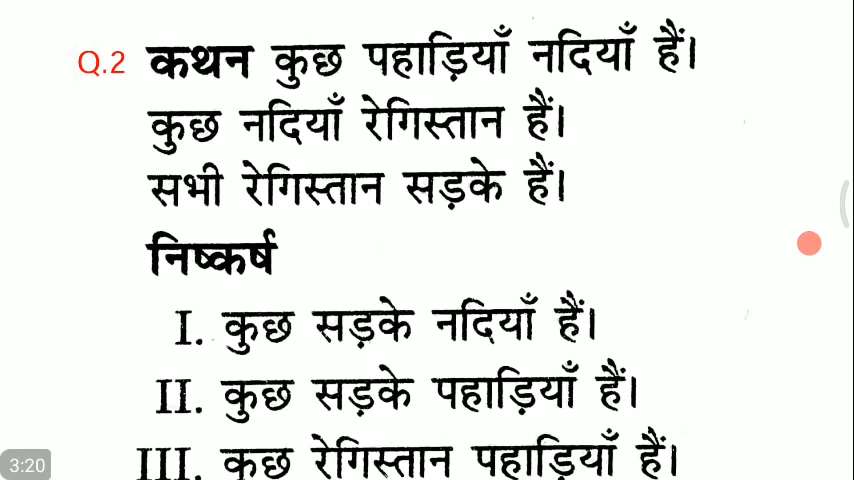 Q.2 कथन कुछ पहाड़ियाँ नदियाँ हैं।
कुछ नदियाँ रेगिस्तान हैं।
सभी रेगिस्तान सड़के हैं।
निष्कर्ष
I. कुछ सड़के नदियाँ हैं।
II. कुछ सड़के पहाड़ियाँ हैं।
III. कुछ रेगिस्तान पहाड़ियाँ हैं।
3:20